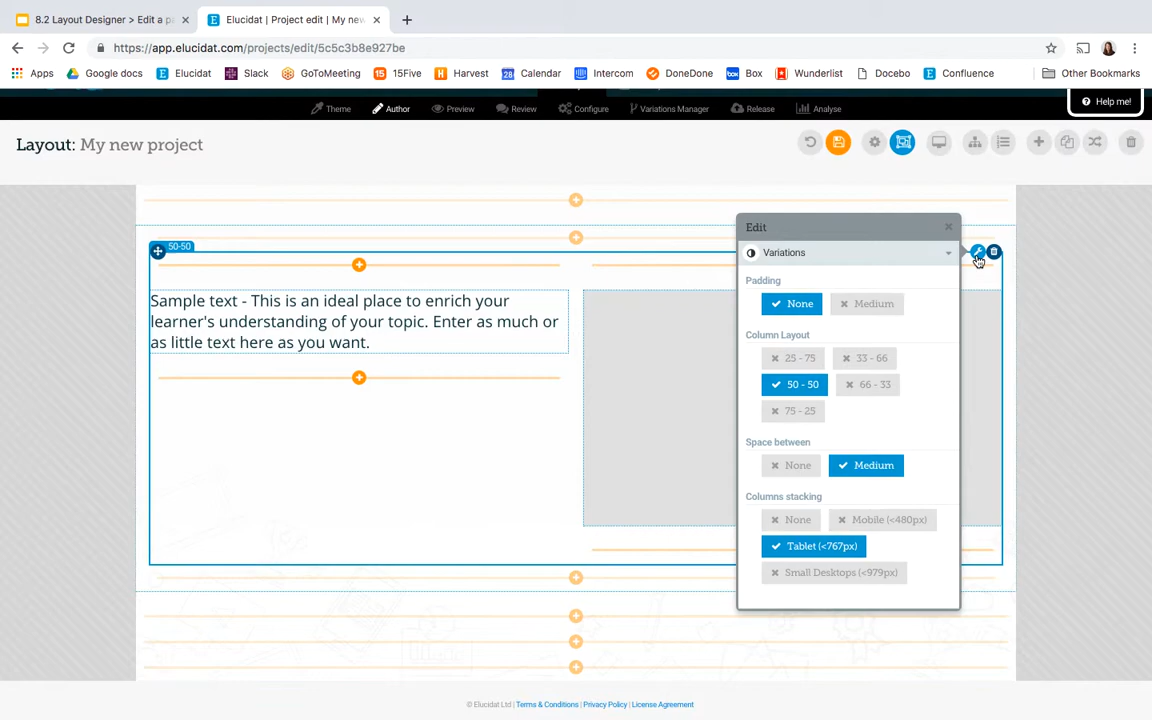 8.2 Layout Designer > Edit a pa
Elucidat | Project edit | My new
https://app.elucidat.com/projects/edit/5c5c3b8e927be
Apps Google docs Elucidat Slack GoToMeeting 15Five Harvest Calendar Intercom DoneDone Box Wunderlist Docebo Confluence Other Bookmarks
Theme Author Preview Review Configure Variations Manager Release Analyse
Help me!
Layout: My new project
50-50
Sample text - This is an ideal place to enrich your
learner's understanding of your topic. Enter as much or
as little text here as you want.
Edit
Variations
Padding
None Medium
Column Layout
25 - 75 33 - 66
50 - 50 66 - 33
75 - 25
Space between
None Medium
Columns stacking
None Mobile (<480px)
Tablet (<767px)
Small Desktops (<979px)
© Elucidat Ltd | Terms & Conditions | Privacy Policy | License Agreement